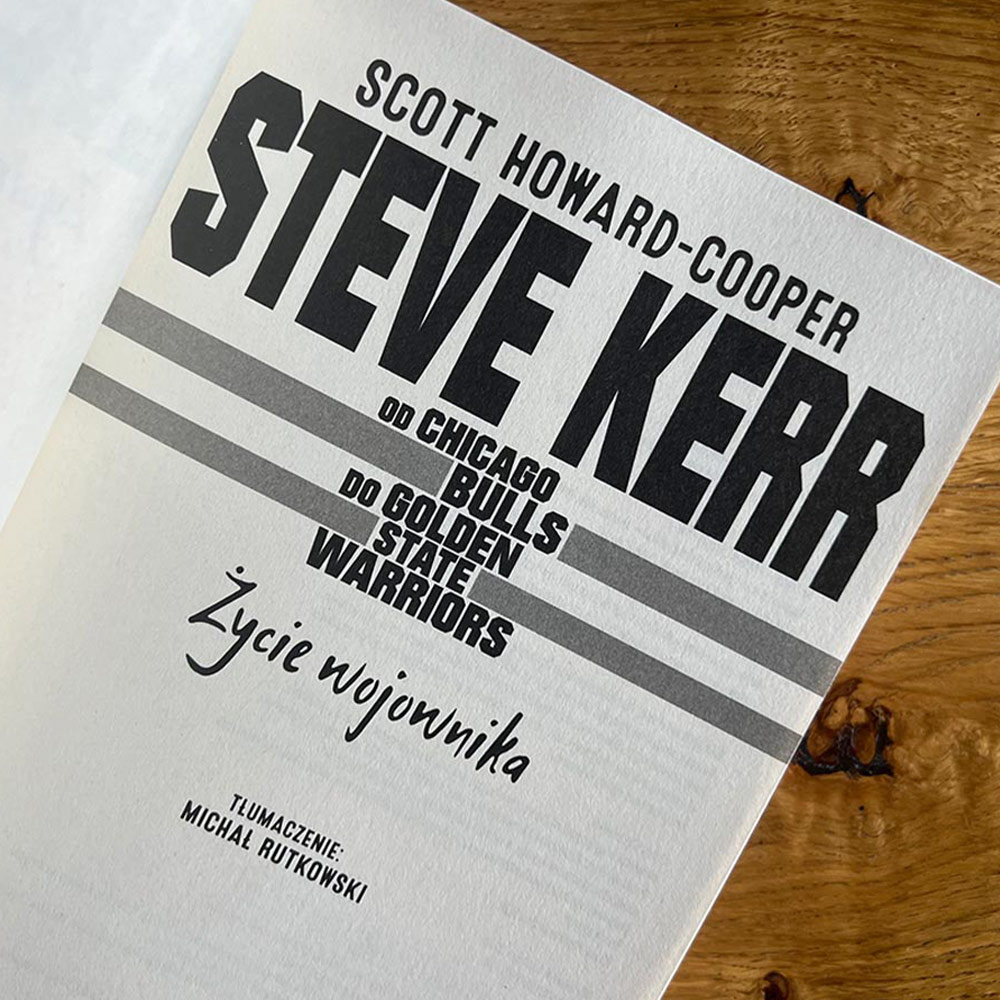 SCOTT HOWARD-COOPER
STEVE KERR
OD CHICAGO
BULLS
DO GOLDEN
STATE
WARRIORS
Życie wojownika
TŁUMACZENIE:
MICHAŁ RUTKOWSKI